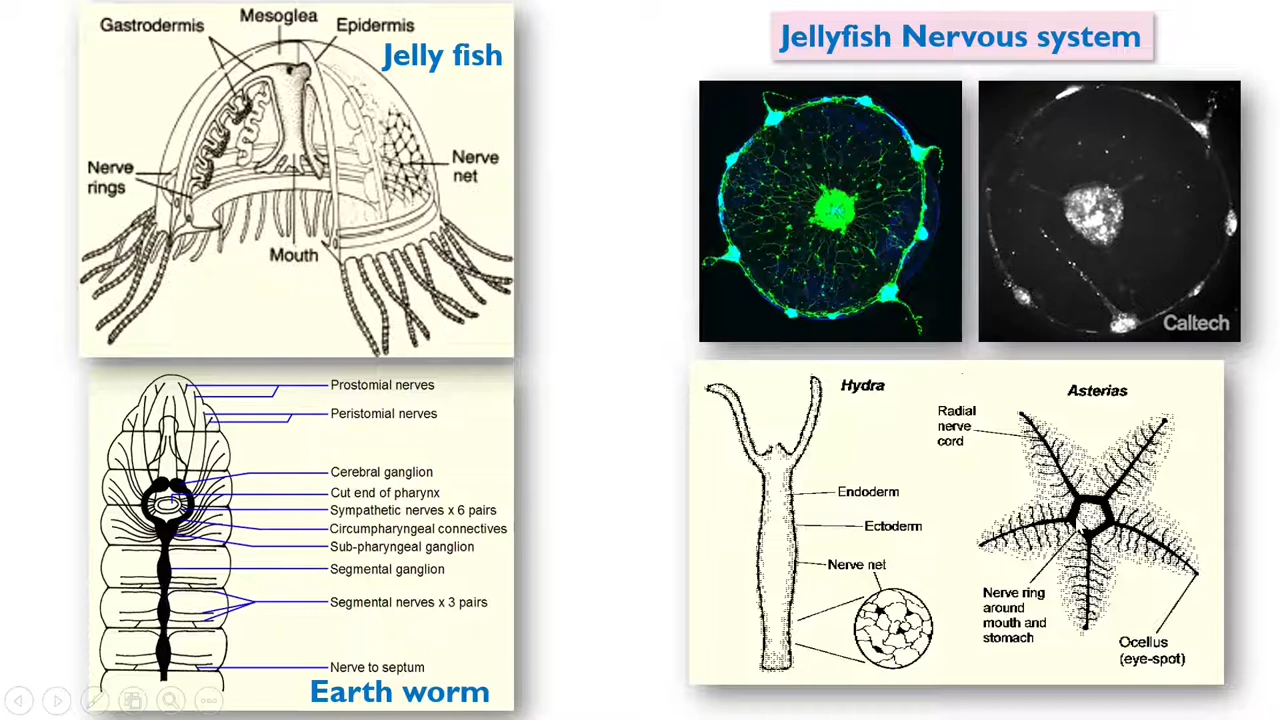 Gastrodermis
Mesoglea
Epidermis
Jelly fish
Nerve
rings
Nerve
net
Mouth
Jellyfish Nervous system
Caltech
Prostomial nerves
Peristomial nerves
Cerebral ganglion
Cut end of pharynx
Sympathetic nerves x 6 pairs
Circumpharyngeal connectives
Sub-pharyngeal ganglion
Segmental ganglion
Segmental nerves x 3 pairs
Nerve to septum
Earth worm
Hydra
Endoderm
Ectoderm
Nerve net
Asterias
Radial
nerve
cord
Nerve ring
around
mouth and
stomach
Ocellus
(eye-spot)